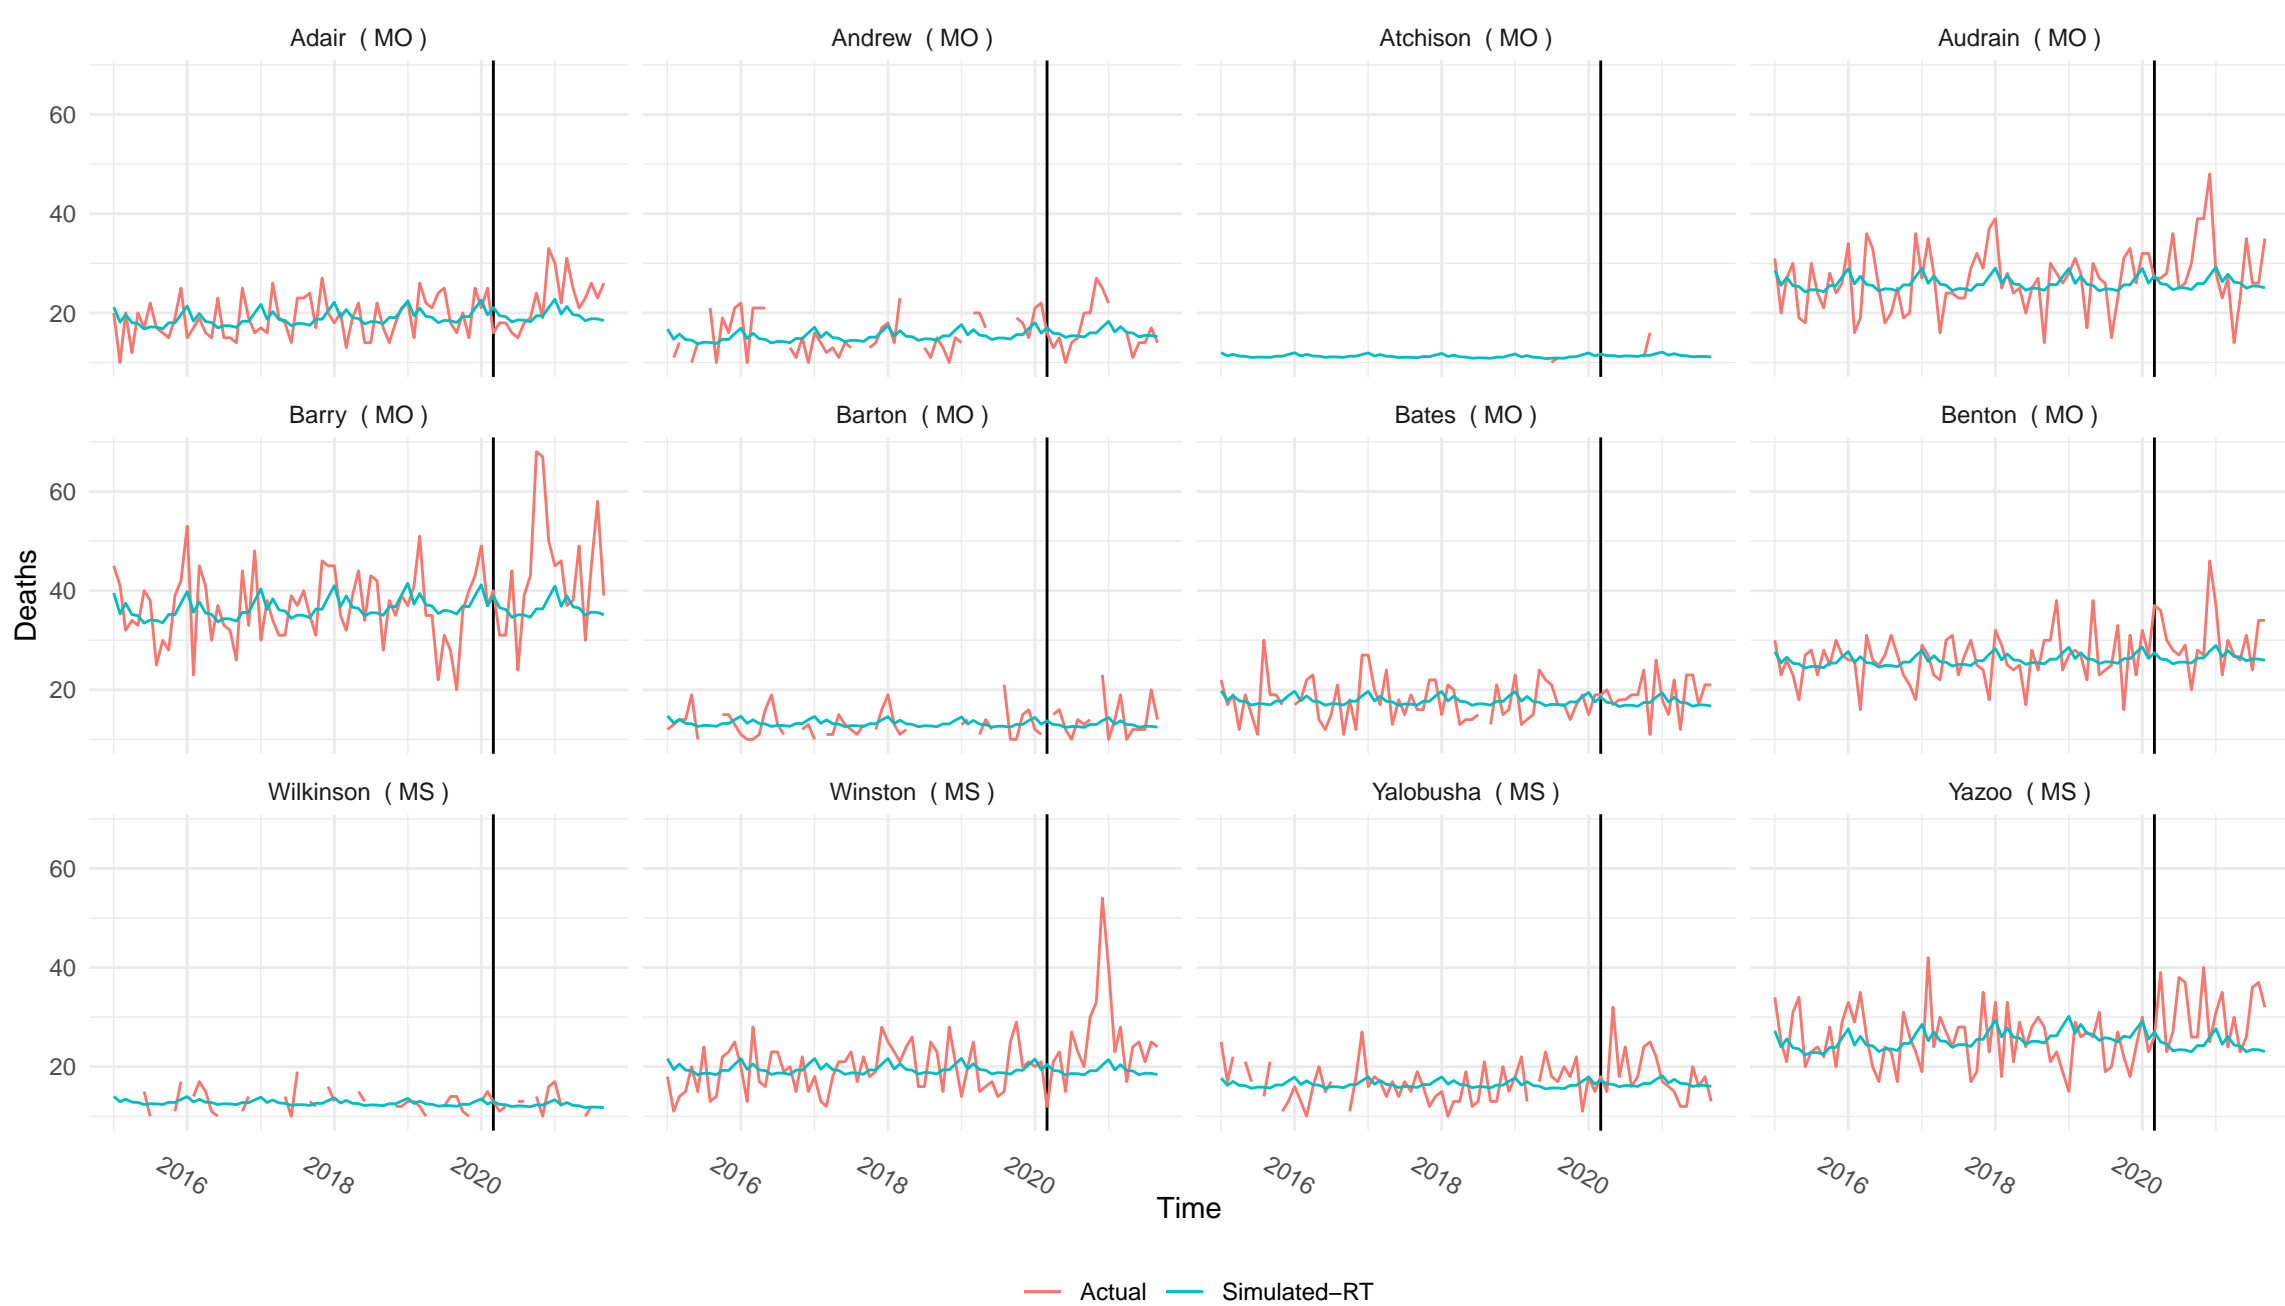 Adair ( MO )
Andrew ( MO )
Atchison ( MO )
Audrain ( MO )
60
40
20
Barry ( MO )
Barton ( MO )
Bates ( MO )
Benton ( MO )
60
40
20
Deaths
Wilkinson ( MS )
Winston ( MS )
Yalobusha ( MS )
Yazoo ( MS )
60
40
20
2016 2018 2020
2016 2018 2020
2016 2018 2020
2016 2018 2020
Time
Actual
Simulated−RT